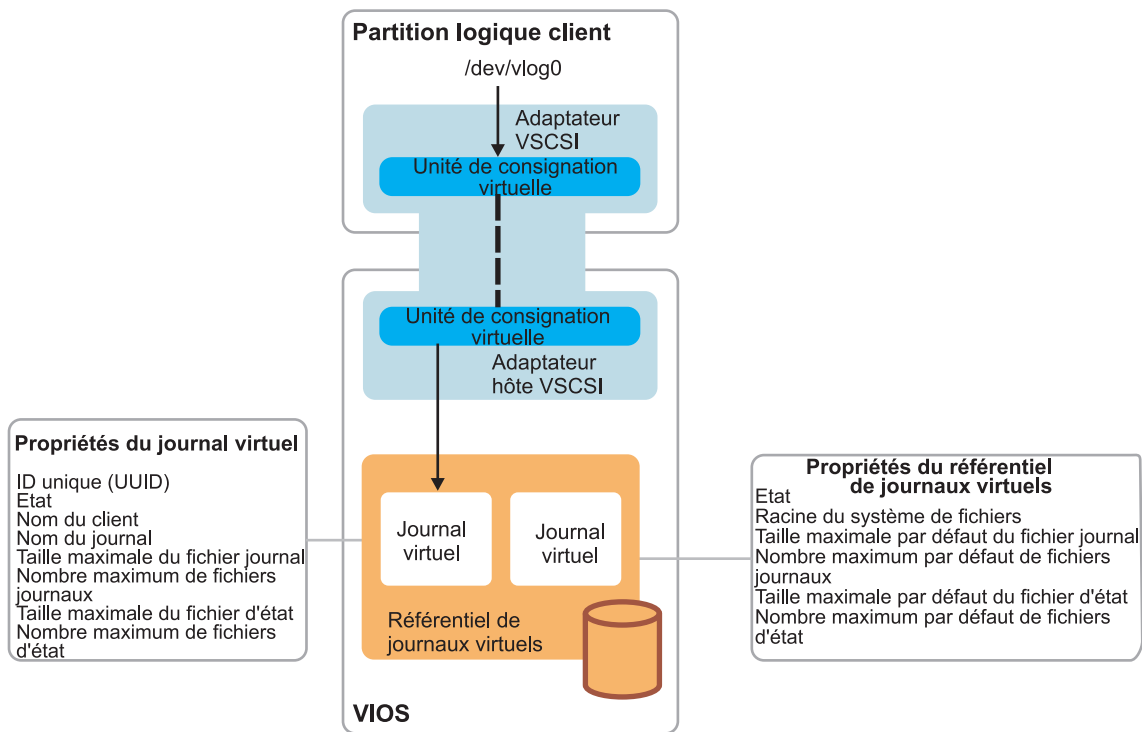 Partition logique client
/dev/vlog0
Adaptateur
VSCSI
Unité de consignation
virtuelle
Unité de consignation
virtuelle
Adaptateur
hôte VSCSI
Propriétés du journal virtuel
ID unique (UUID)
Etat
Nom du client
Nom du journal
Taille maximale du fichier journal
Nombre maximum de fichiers
journaux
Taille maximale du fichier d'état
Nombre maximum de fichiers
d'état
Journal
virtuel
Journal
virtuel
Référentiel de
journaux virtuels
VIOS
Propriétés du référentiel
de journaux virtuels
Etat
Racine du système de fichiers
Taille maximale par défaut du fichier journal
Nombre maximum par défaut de fichiers
journaux
Taille maximale par défaut du fichier d'état
Nombre maximum par défaut de fichiers
d'état